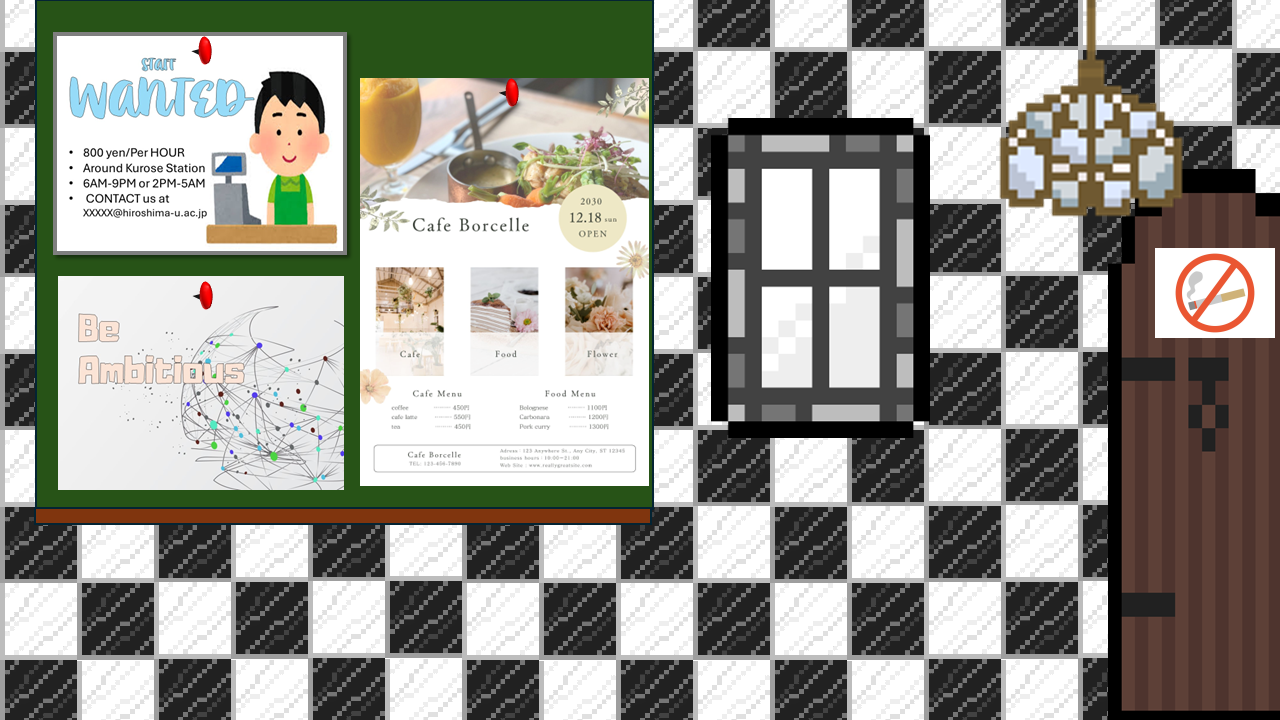 START
WANTED
• 800 yen/Per HOUR
• Around Kurose Station
• 6AM-9PM or 2PM-5AM
• CONTACT us at
XXXXX@hiroshima-u.ac.jp
Be
Ambitious
Cafe Borcelle
2030
12.18 sun
OPEN
Cafe
Food
Flower
Cafe Menu
coffee ········ 450円
cafe latte ········ 550円
tea ········ 450円
Food Menu
Bolognese ········ 1100円
Carbonara ········ 1200円
Pork curry ········ 1300円
Cafe Borcelle
TEL: 123-456-7890
Adress : 123 Anywhere St., Any City, ST 12345
business hours : 10:00~21:00
Web Site : www.reallygreatsite.com